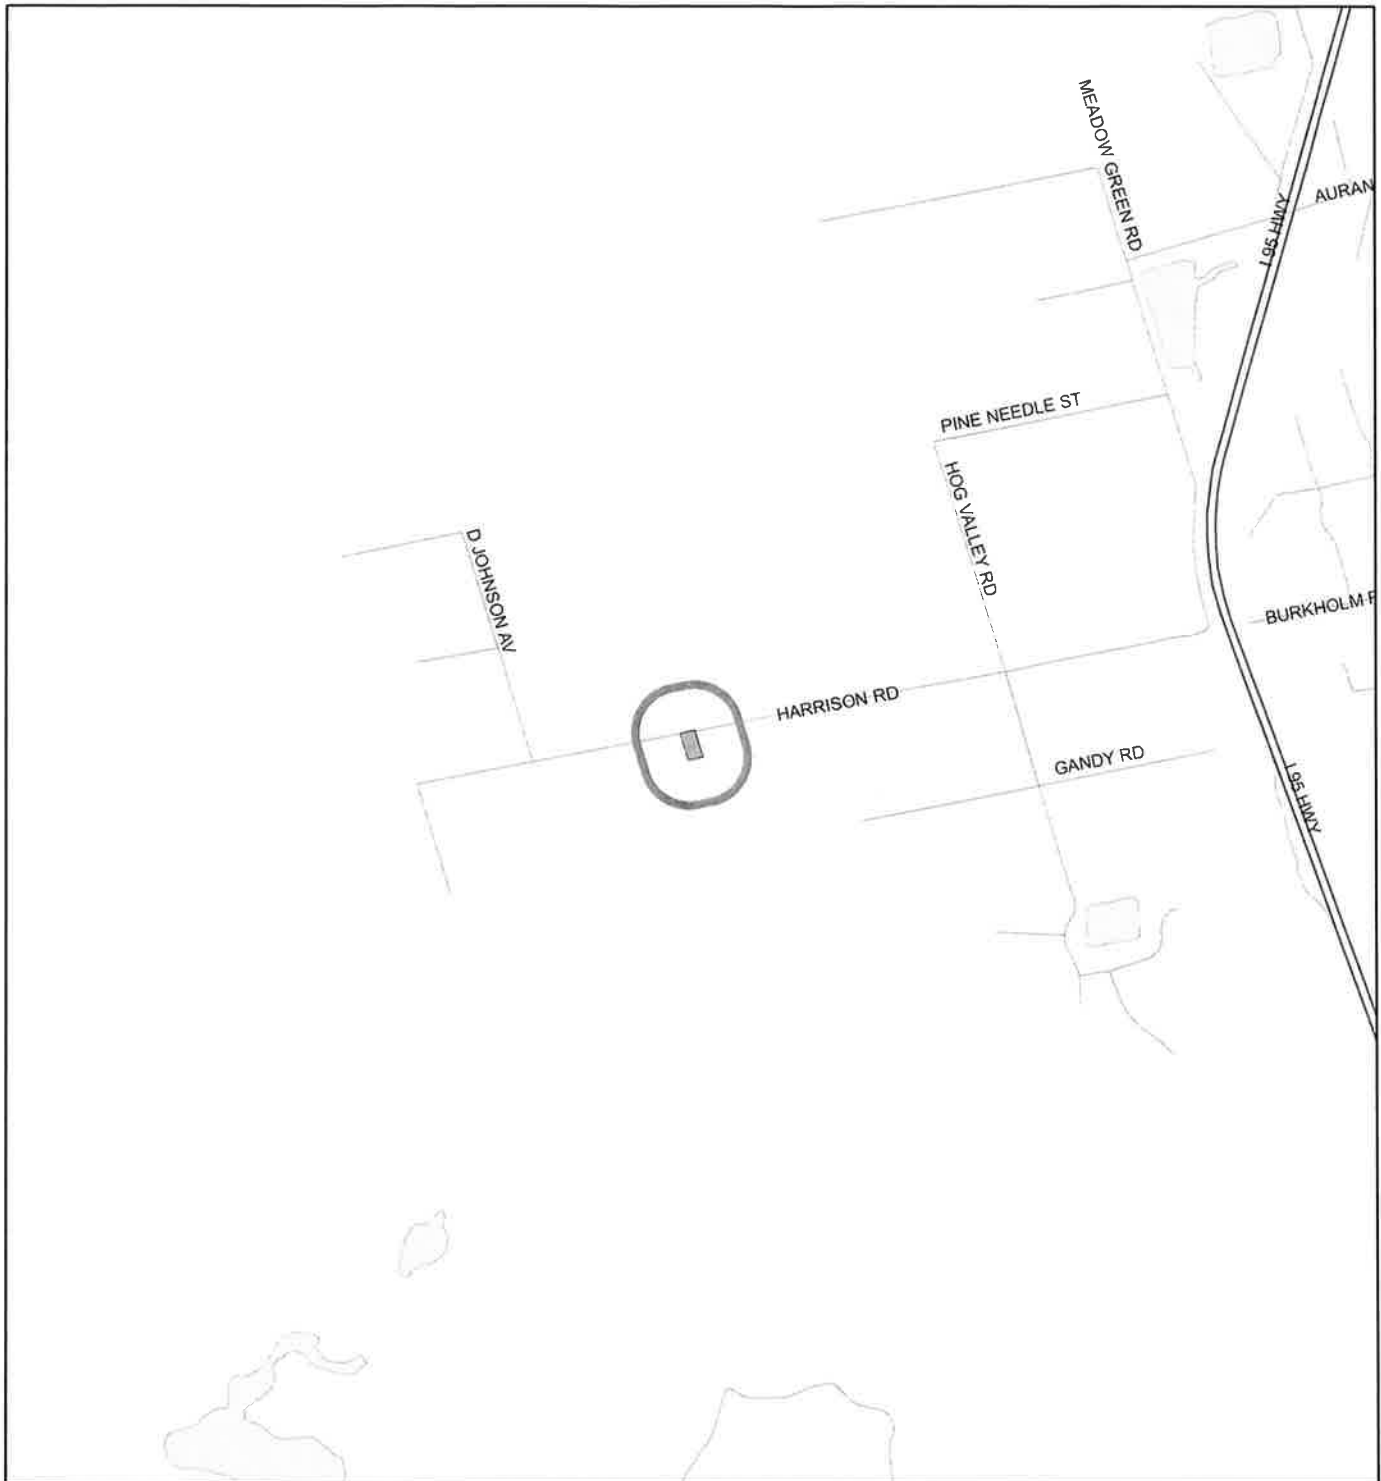 MEADOW GREEN RD
AURAN
I 95 HWY
PINE NEEDLE ST
HOG VALLEY RD
D JOHNSON AV
BURKHOLM
HARRISON RD
GANDY RD
I 95 HWY